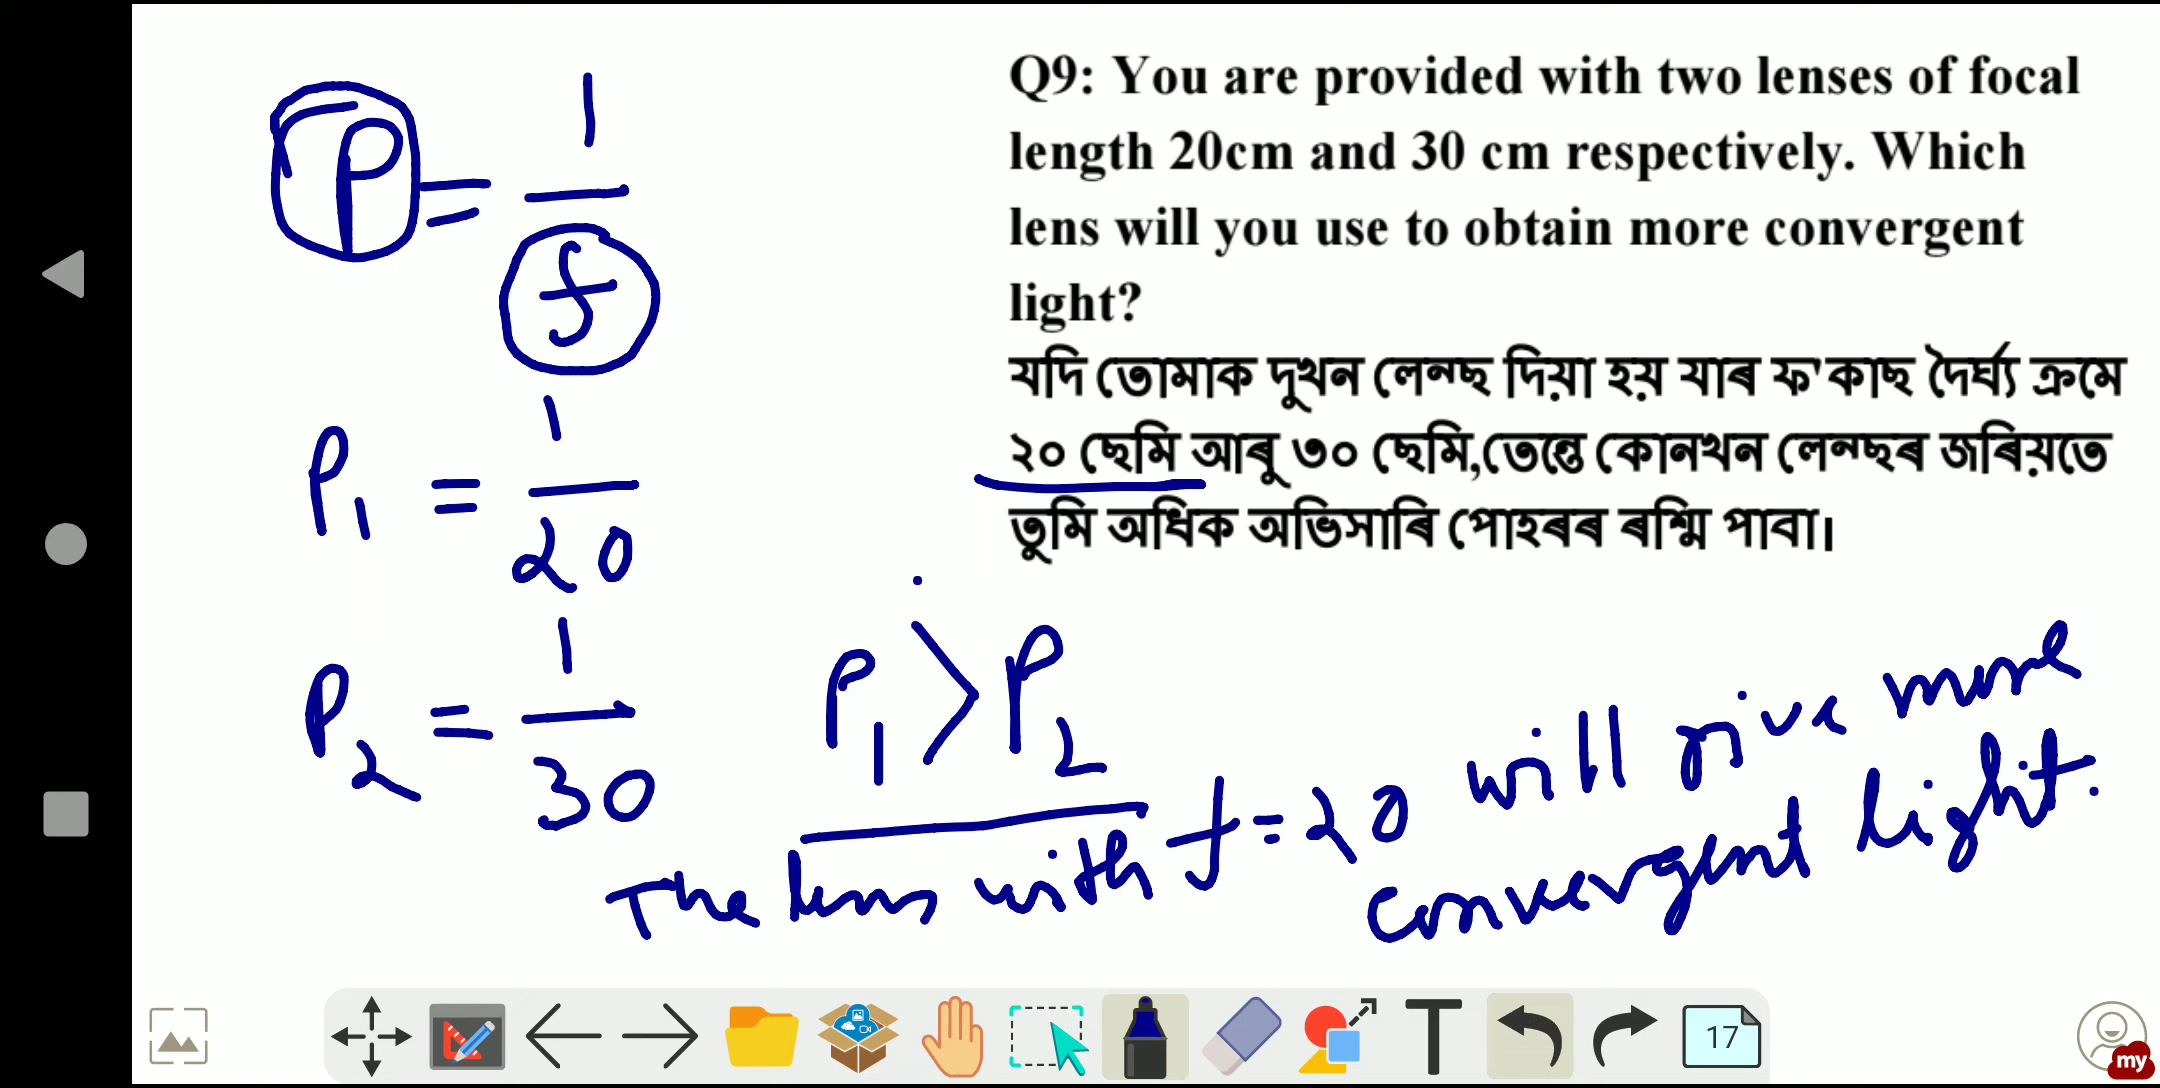 Q9: You are provided with two lenses of focal
length 20cm and 30 cm respectively. Which
lens will you use to obtain more convergent
light?
যদি তোমাক দুখন লেন্ছ দিয়া হয় যাৰ ফ'কাছ দৈৰ্ঘ্য ক্ৰমে
২০ ছেমি আৰু ৩০ ছেমি,তেন্তে কোনখন লেন্ছৰ জৰিয়তে
তুমি অধিক অভিসাৰি পোহৰৰ ৰশ্মি পাবা।
P = 1/f
P1 = 1/20
P2 = 1/30
P1 > P2
The lens with f = 20 will give more
convergent light.
T
17
my